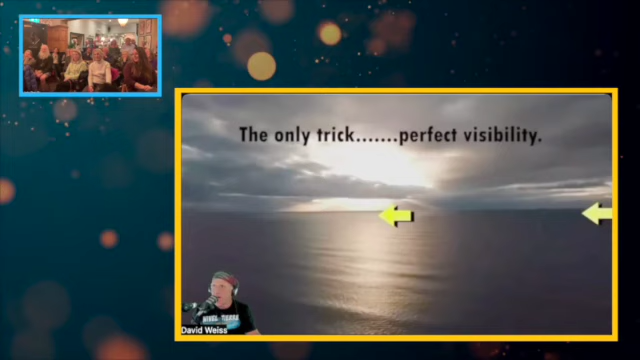 The only trick.......perfect visibility.
David Weiss